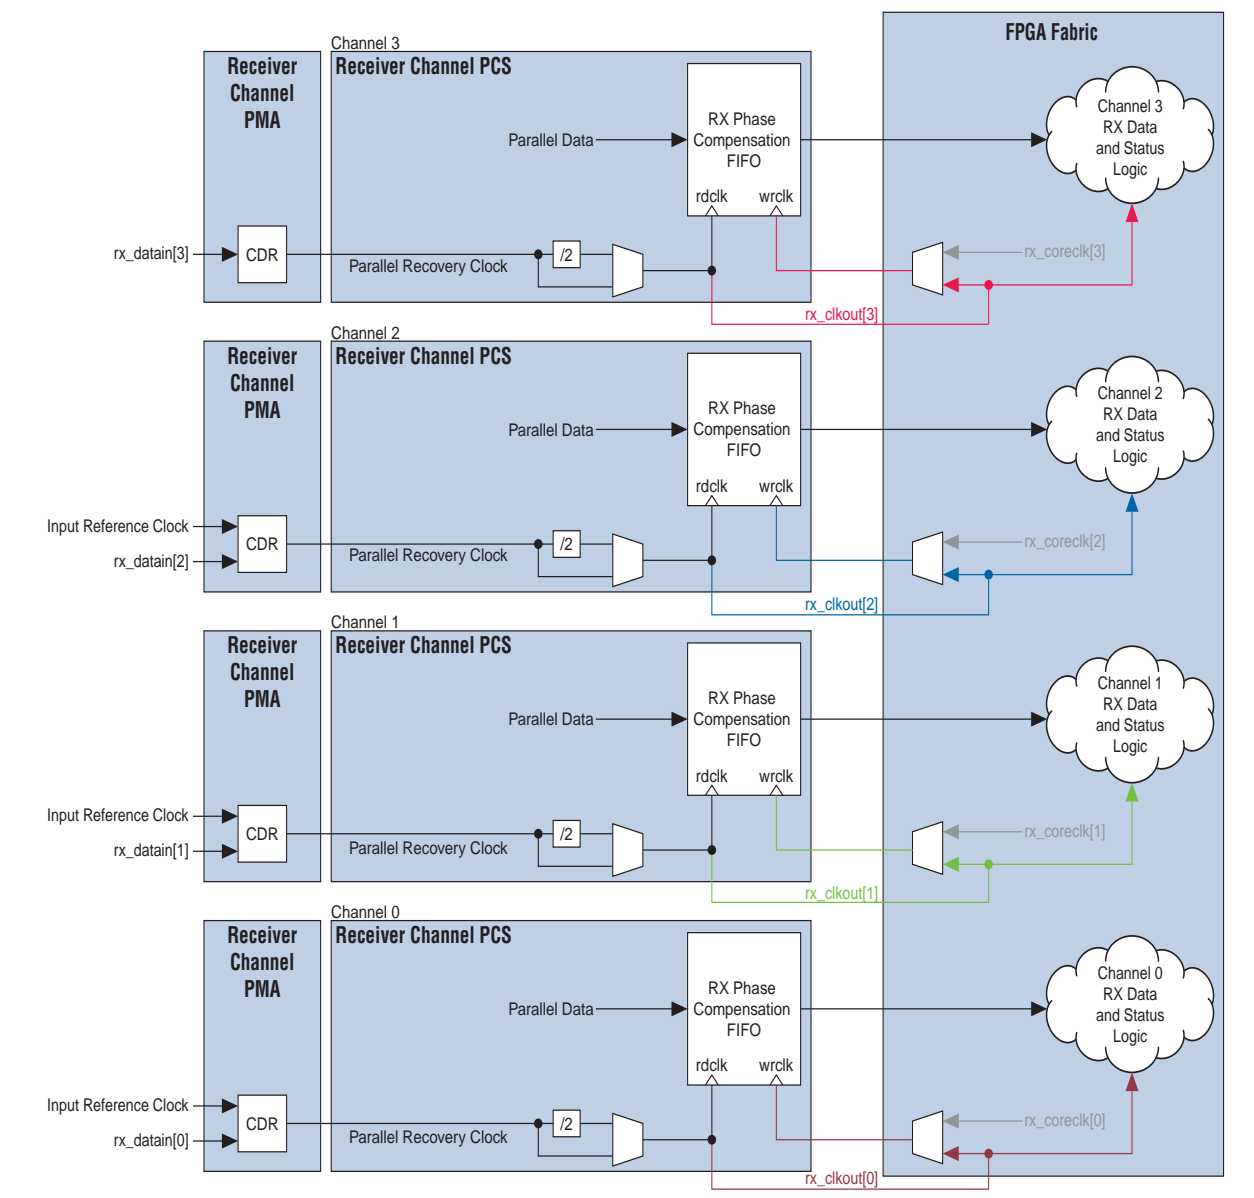 FPGA Fabric
Channel 3
Receiver
Channel
PMA
Receiver Channel PCS
RX Phase
Compensation
FIFO
Parallel Data
rdclk
wrclk
Channel 3
RX Data
and Status
Logic
rx_datain[3]
CDR
Parallel Recovery Clock
/2
rx_coreclk[3]
rx_clkout[3]
Channel 2
Receiver
Channel
PMA
Receiver Channel PCS
RX Phase
Compensation
FIFO
Parallel Data
rdclk
wrclk
Channel 2
RX Data
and Status
Logic
Input Reference Clock
rx_datain[2]
CDR
Parallel Recovery Clock
/2
rx_coreclk[2]
rx_clkout[2]
Channel 1
Receiver
Channel
PMA
Receiver Channel PCS
RX Phase
Compensation
FIFO
Parallel Data
rdclk
wrclk
Channel 1
RX Data
and Status
Logic
Input Reference Clock
rx_datain[1]
CDR
Parallel Recovery Clock
/2
rx_coreclk[1]
rx_clkout[1]
Channel 0
Receiver
Channel
PMA
Receiver Channel PCS
RX Phase
Compensation
FIFO
Parallel Data
rdclk
wrclk
Channel 0
RX Data
and Status
Logic
Input Reference Clock
rx_datain[0]
CDR
Parallel Recovery Clock
/2
rx_coreclk[0]
rx_clkout[0]